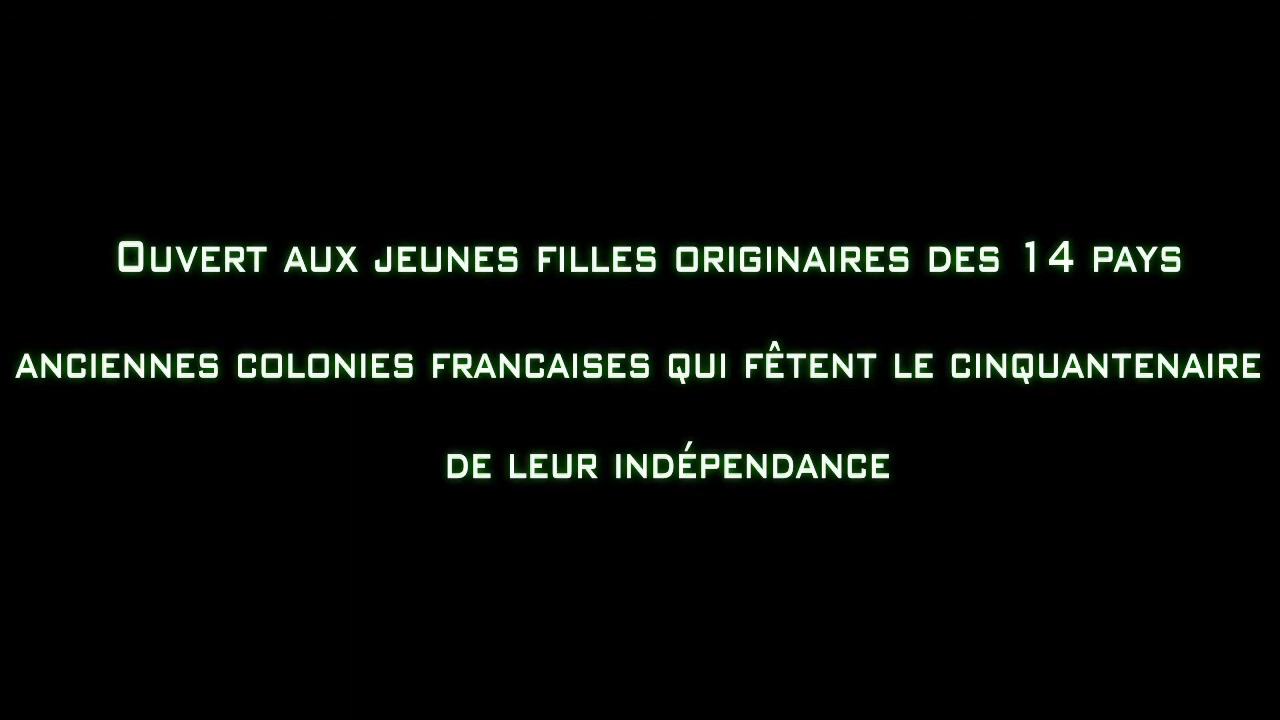 Ouvert aux jeunes filles originaires des 14 pays
anciennes colonies francaises qui fêtent le cinquantenaire
de leur indépendance